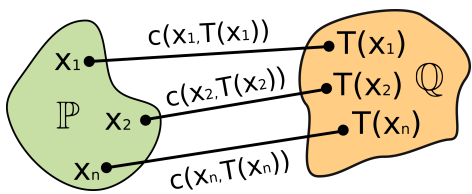 c(x₁,T(x₁))
x₁ T(x₁)
ℙ c(x₂,T(x₂)) T(x₂) ℚ
x₂ T(xₙ)
xₙ c(xₙ,T(xₙ))